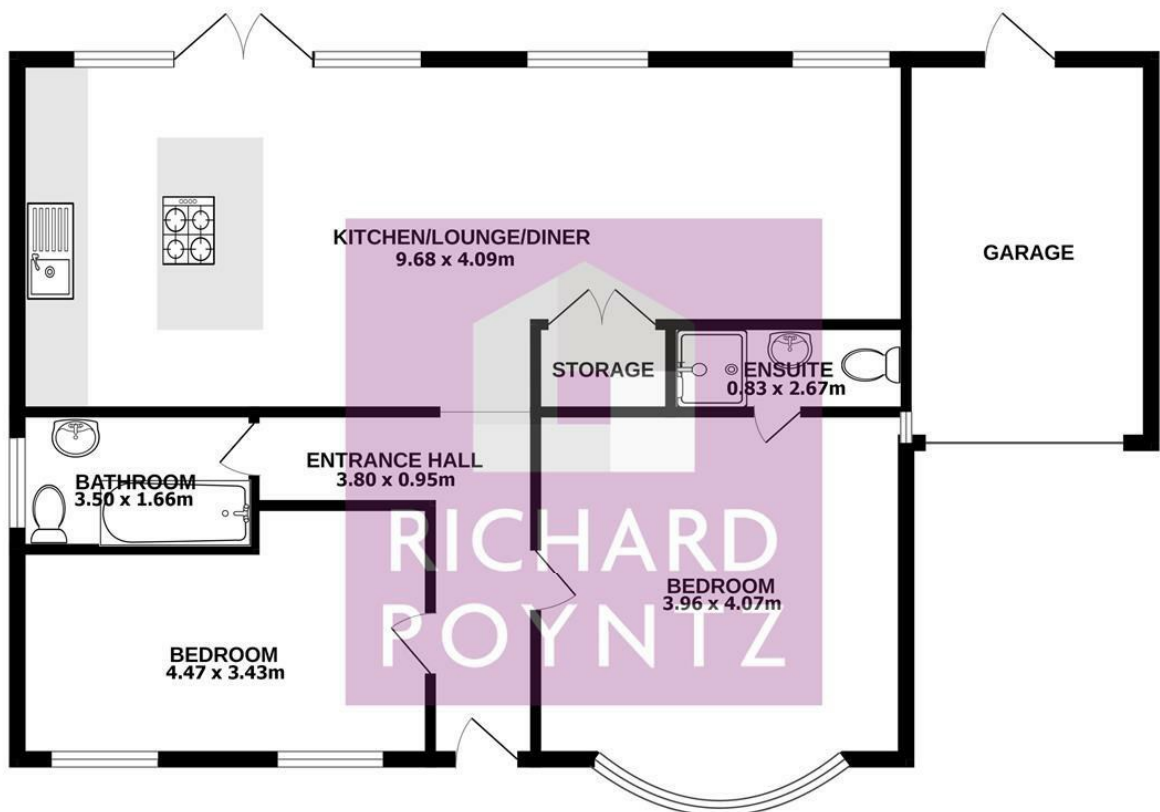 KITCHEN/LOUNGE/DINER
9.68 x 4.09m
GARAGE
STORAGE
ENSUITE
0.83 x 2.67m
ENTRANCE HALL
3.80 x 0.95m
BATHROOM
3.50 x 1.66m
RICHARD
POYNTZ
BEDROOM
3.96 x 4.07m
BEDROOM
4.47 x 3.43m